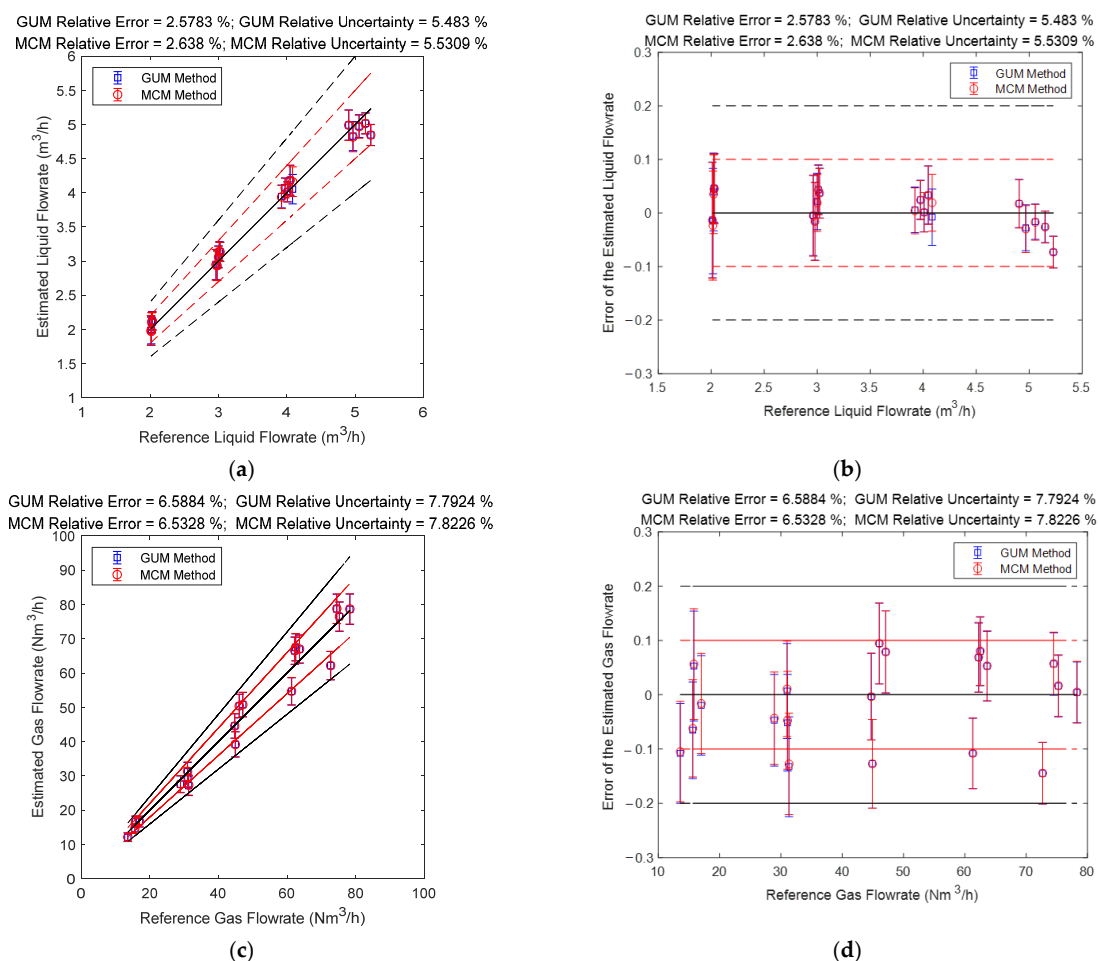 GUM Relative Error = 2.5783 %; GUM Relative Uncertainty = 5.483 %
MCM Relative Error = 2.638 %; MCM Relative Uncertainty = 5.5309 %
6
5.5
5
4.5
4
3.5
3
2.5
2
1.5
1
Estimated Liquid Flowrate (m³/h)
GUM Method
MCM Method
1 2 3 4 5 6
Reference Liquid Flowrate (m³/h)
(a)
GUM Relative Error = 2.5783 %; GUM Relative Uncertainty = 5.483 %
MCM Relative Error = 2.638 %; MCM Relative Uncertainty = 5.5309 %
0.3
0.2
0.1
0
−0.1
−0.2
−0.3
Error of the Estimated Liquid Flowrate
GUM Method
MCM Method
1.5 2 2.5 3 3.5 4 4.5 5 5.5
Reference Liquid Flowrate (m³/h)
(b)
GUM Relative Error = 6.5884 %; GUM Relative Uncertainty = 7.7924 %
MCM Relative Error = 6.5328 %; MCM Relative Uncertainty = 7.8226 %
100
90
80
70
60
50
40
30
20
10
0
Estimated Gas Flowrate (Nm³/h)
GUM Method
MCM Method
0 20 40 60 80 100
Reference Gas Flowrate (Nm³/h)
(c)
GUM Relative Error = 6.5884 %; GUM Relative Uncertainty = 7.7924 %
MCM Relative Error = 6.5328 %; MCM Relative Uncertainty = 7.8226 %
0.3
0.2
0.1
0
−0.1
−0.2
−0.3
Error of the Estimated Gas Flowrate
GUM Method
MCM Method
10 20 30 40 50 60 70 80
Reference Gas Flowrate (Nm³/h)
(d)